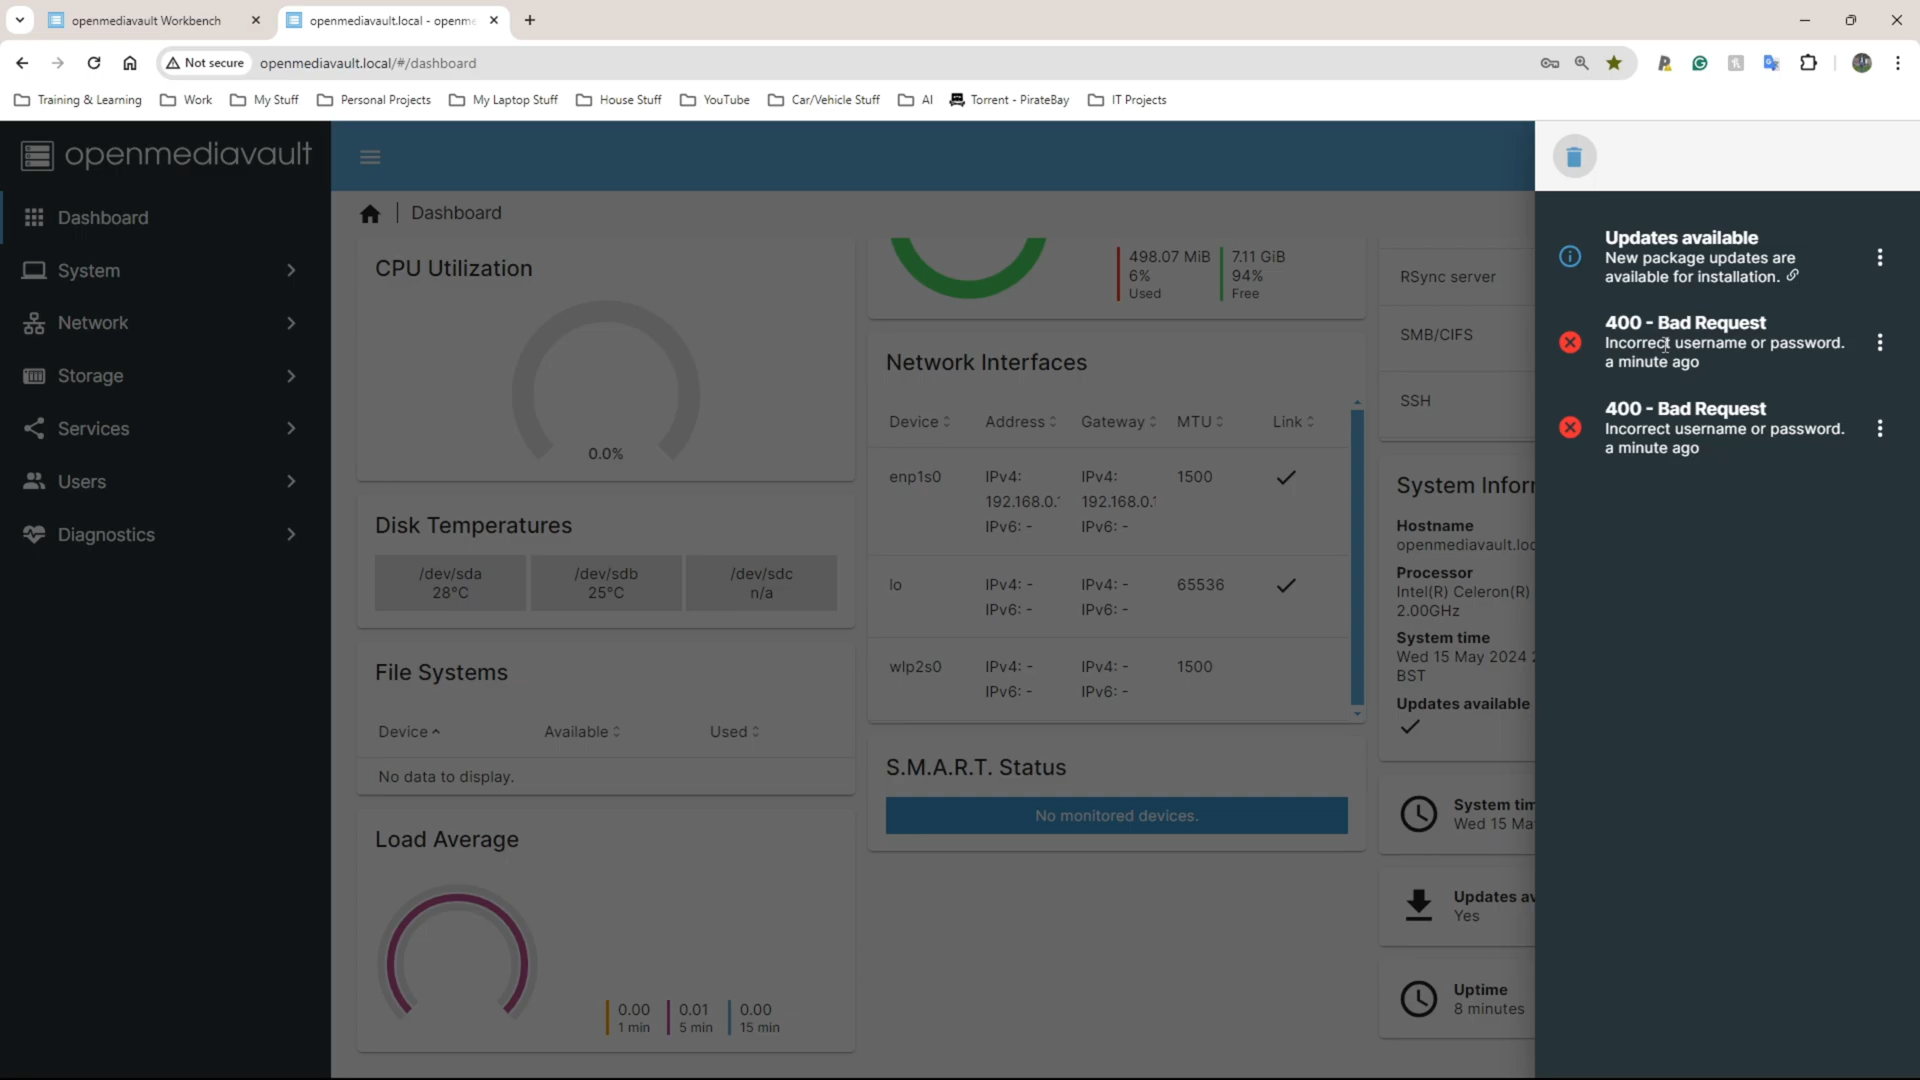 openmediavault Workbench
openmediavault.local - openme
Not secure
openmediavault.local/#/dashboard
Training & Learning
Work
My Stuff
Personal Projects
My Laptop Stuff
House Stuff
YouTube
Car/Vehicle Stuff
AI
Torrent - PirateBay
IT Projects
openmediavault
Dashboard
System
Network
Storage
Services
Users
Diagnostics
Dashboard
CPU Utilization
0.0%
Disk Temperatures
/dev/sda
28°C
/dev/sdb
25°C
/dev/sdc
n/a
File Systems
Device
Available
Used
No data to display.
Load Average
0.00
1 min
0.01
5 min
0.00
15 min
498.07 MiB
6%
Used
7.11 GiB
94%
Free
Network Interfaces
Device
Address
Gateway
MTU
Link
enp1s0
IPv4:
192.168.0.
IPv6: -
IPv4:
192.168.0.
IPv6: -
1500
lo
IPv4: -
IPv6: -
IPv4: -
IPv6: -
65536
wlp2s0
IPv4: -
IPv6: -
IPv4: -
IPv6: -
1500
S.M.A.R.T. Status
No monitored devices.
RSync server
SMB/CIFS
SSH
System Infor
Hostname
openmediavault.loc
Processor
Intel(R) Celeron(R)
2.00GHz
System time
Wed 15 May 2024
BST
Updates available
System tim
Wed 15 Ma
Updates av
Yes
Uptime
8 minutes
Updates available
New package updates are
available for installation.
400 - Bad Request
Incorrect username or password.
a minute ago
400 - Bad Request
Incorrect username or password.
a minute ago